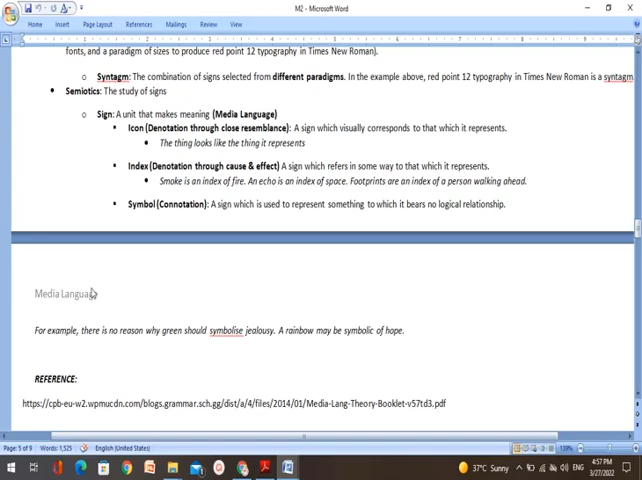 M2 - Microsoft Word
Home Insert Page Layout References Mailings Review View
fonts, and a paradigm of sizes to produce red point 12 typography in Times New Roman).
o Syntagm: The combination of signs selected from different paradigms. In the example above, red point 12 typography in Times New Roman is a syntagm
• Semiotics: The study of signs
o Sign: A unit that makes meaning (Media Language)
▪ Icon (Denotation through close resemblance): A sign which visually corresponds to that which it represents.
• The thing looks like the thing it represents
▪ Index (Denotation through cause & effect) A sign which refers in some way to that which it represents.
• Smoke is an index of fire. An echo is an index of space. Footprints are an index of a person walking ahead.
▪ Symbol (Connotation): A sign which is used to represent something to which it bears no logical relationship.
Media Language
For example, there is no reason why green should symbolise jealousy. A rainbow may be symbolic of hope.
REFERENCE:
https://cpb-eu-w2.wpmucdn.com/blogs.grammar.sch.gg/dist/a/4/files/2014/01/Media-Lang-Theory-Booklet-v57td3.pdf
Page: 5 of 9 Words: 1,525 English (United States) 139%
37°C Sunny ENG 4:57 PM
3/27/2022